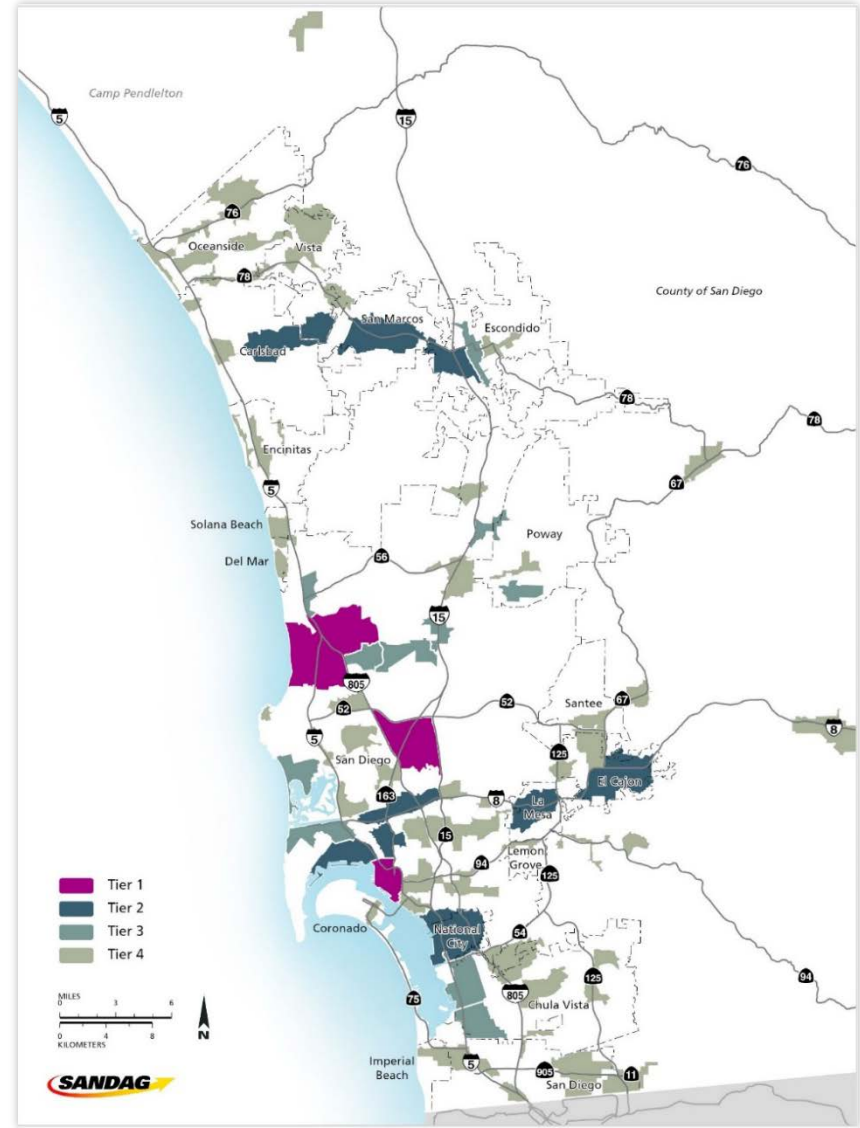 Camp Pendlelton
5
15
76
76
Oceanside
Vista
78
County of San Diego
San Marcos
Escondido
Carlsbad
78
78
Encinitas
67
5
Solana Beach
Poway
56
Del Mar
15
805
52
52
Santee
67
5
125
8
San Diego
El Cajon
163
8
La
Mesa
15
94
Lemon
Grove
125
Tier 1
Tier 2
Tier 3
Tier 4
Coronado
National
City
54
94
125
75
805
Chula Vista
MILES
0 3 6
0 4 8
KILOMETERS
N
Imperial
Beach
5
905
11
San Diego
SANDAG